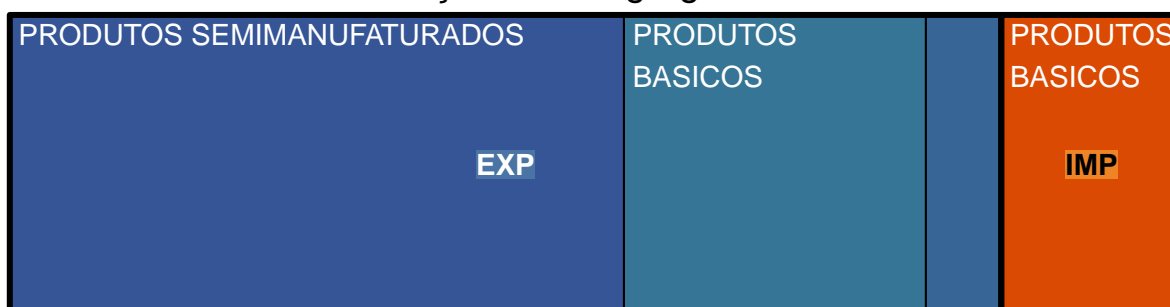 PRODUTOS SEMIMANUFATURADOS
EXP
PRODUTOS
BASICOS
PRODUTOS
BASICOS
IMP